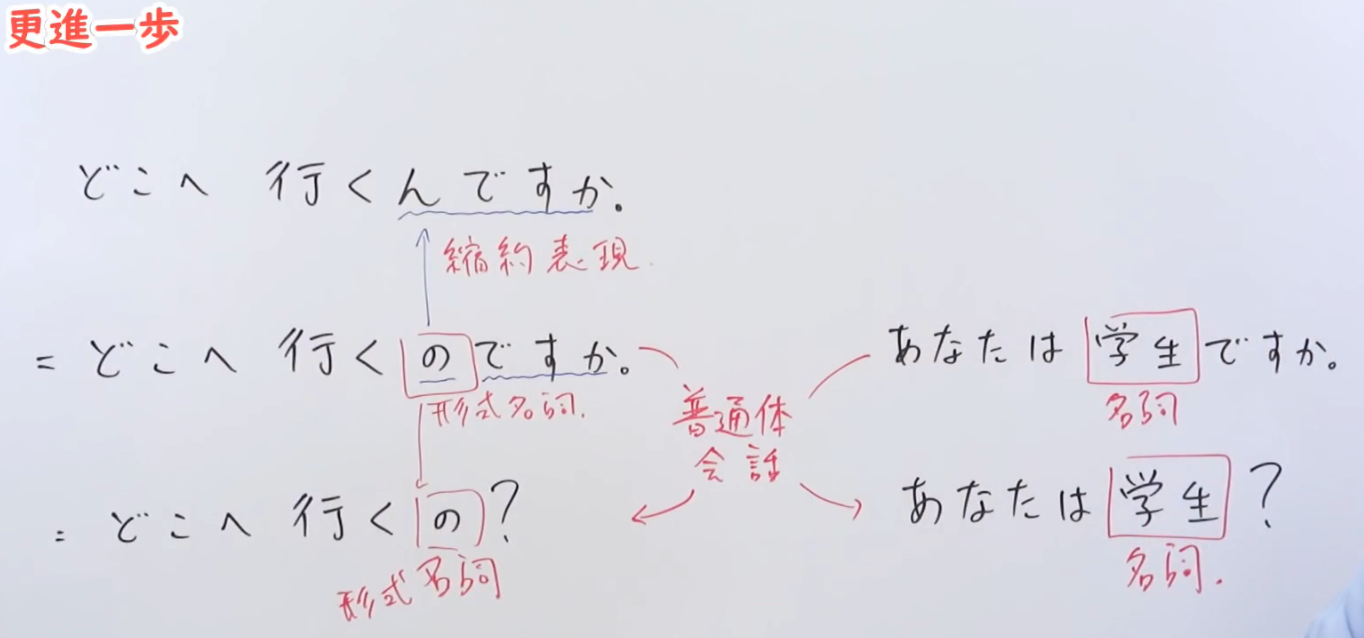 更進一步
どこへ 行くんですか.
縮約表現.
= どこへ 行くのですか。
形式名詞.
あなたは 学生ですか。
名詞
普通体
会話
= どこへ 行くの?
形式名詞
あなたは 学生?
名詞.